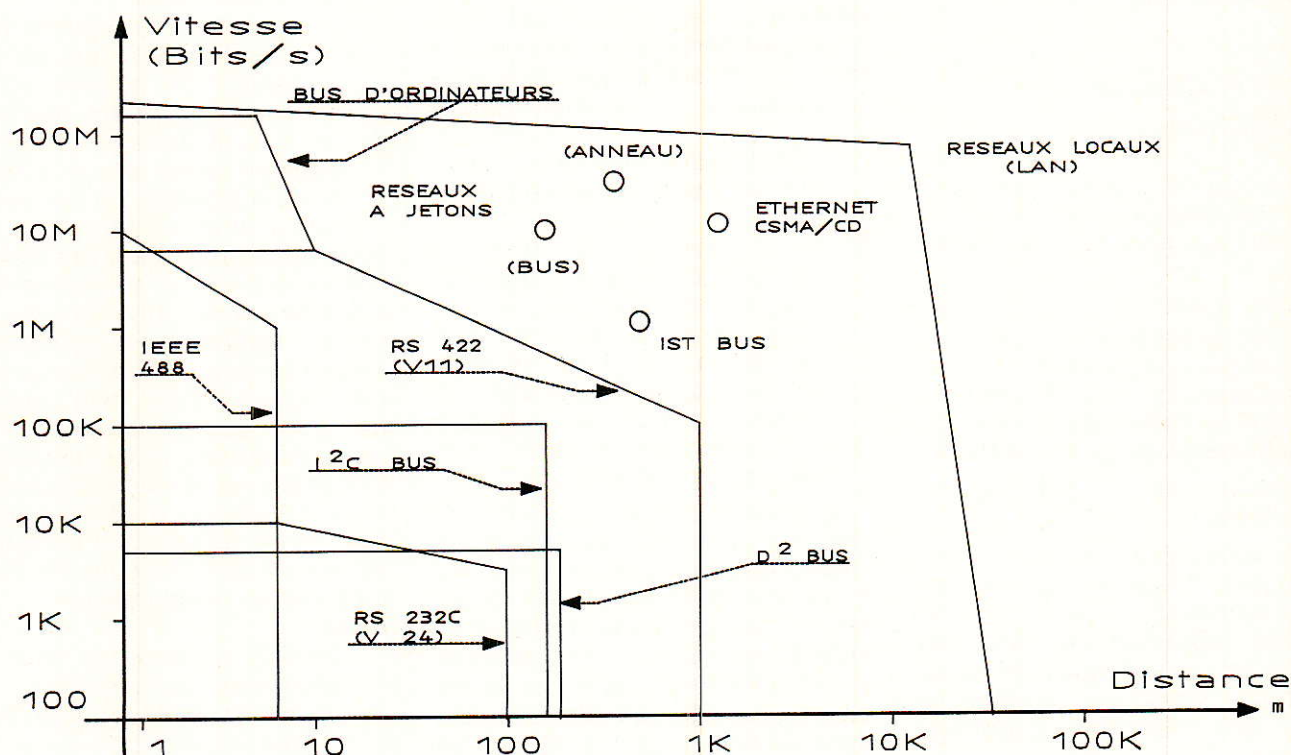 Vitesse
(Bits/s)
BUS D'ORDINATEURS
100M
(ANNEAU)
RESEAUX LOCAUX
(LAN)
RESEAUX
A JETONS
ETHERNET
CSMA/CD
10M
(BUS)
1M
IEEE
488
RS 422
(V11)
IST BUS
100K
I²C BUS
10K
D² BUS
1K
RS 232C
(V 24)
100
Distance
m
1
10
100
1K
10K
100K